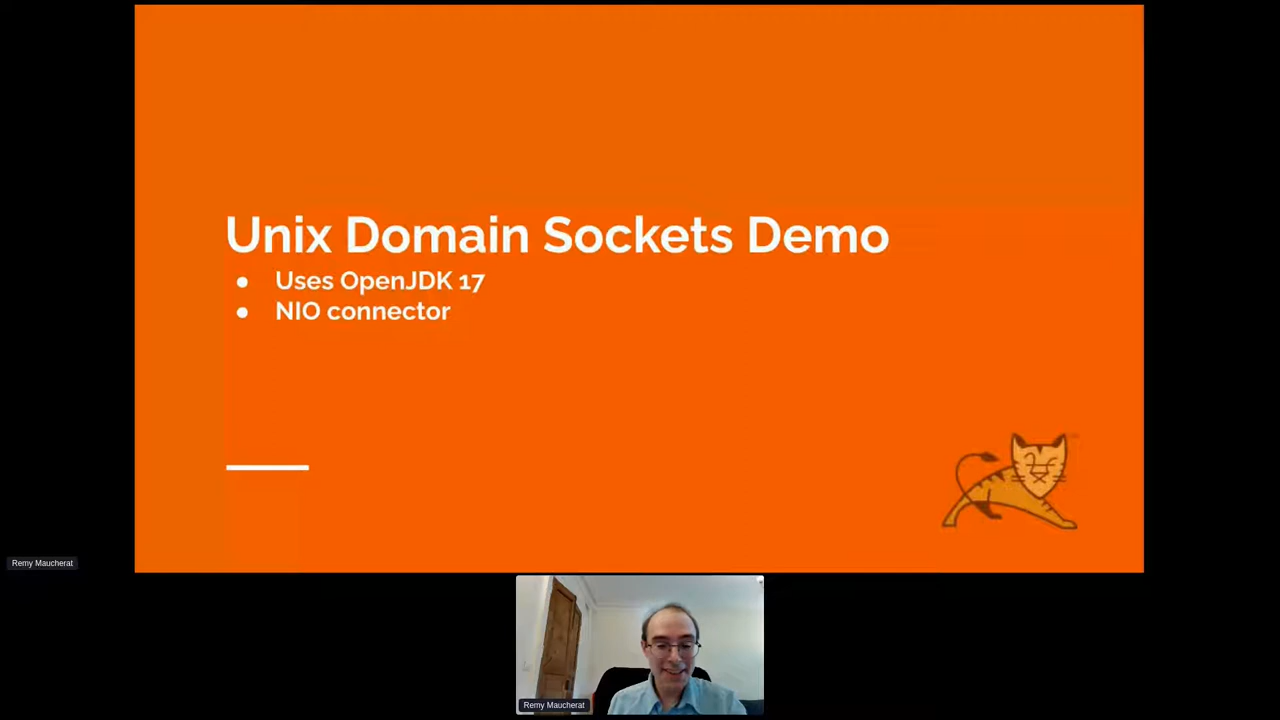 Unix Domain Sockets Demo
● Uses OpenJDK 17
● NIO connector
Remy Maucherat
Remy Maucherat